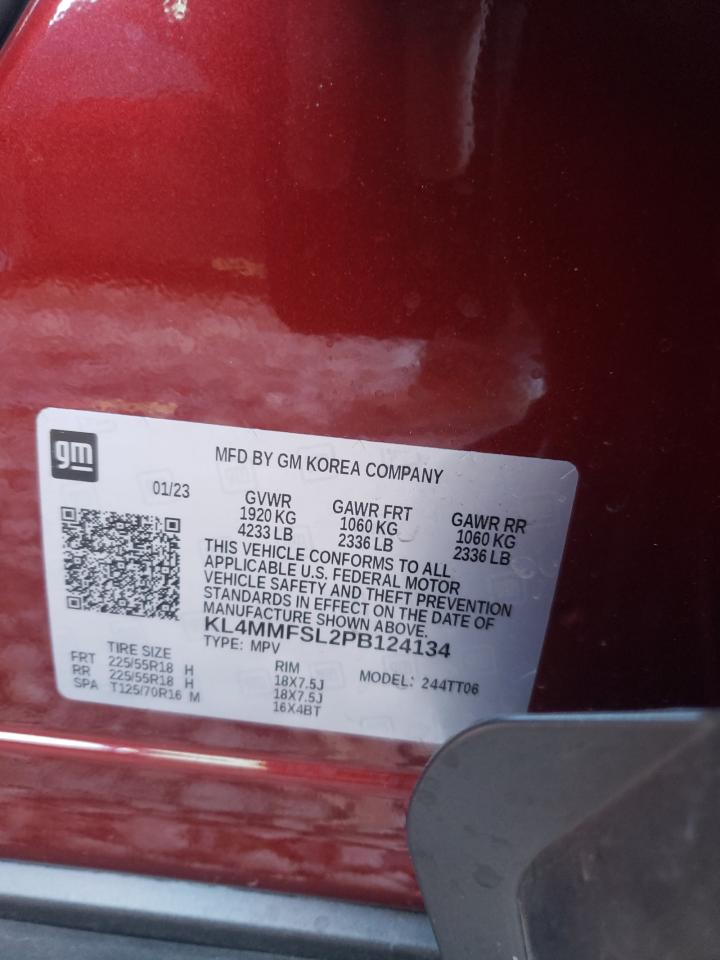 gm
MFD BY GM KOREA COMPANY
01/23
GVWR
1920 KG
4233 LB
GAWR FRT
1060 KG
2336 LB
GAWR RR
1060 KG
2336 LB
THIS VEHICLE CONFORMS TO ALL
APPLICABLE U.S. FEDERAL MOTOR
VEHICLE SAFETY AND THEFT PREVENTION
STANDARDS IN EFFECT ON THE DATE OF
MANUFACTURE SHOWN ABOVE.
KL4MMFSL2PB124134
TYPE: MPV
TIRE SIZE RIM MODEL: 244TT06
FRT 225/55R18 H 18X7.5J
RR 225/55R18 H 18X7.5J
SPA T125/70R16 M 16X4BT